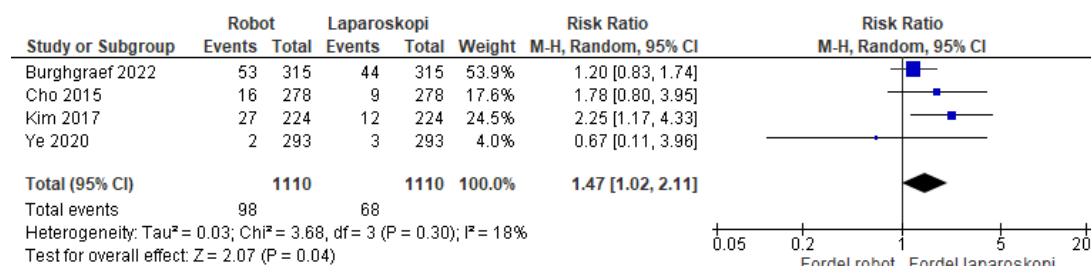 Robot Laparoskopi Risk Ratio Risk Ratio
Study or Subgroup Events Total Events Total Weight M-H, Random, 95% CI M-H, Random, 95% CI
Burghgraef 2022 53 315 44 315 53.9% 1.20 [0.83, 1.74]
Cho 2015 16 278 9 278 17.6% 1.78 [0.80, 3.95]
Kim 2017 27 224 12 224 24.5% 2.25 [1.17, 4.33]
Ye 2020 2 293 3 293 4.0% 0.67 [0.11, 3.96]
Total (95% CI) 1110 1110 100.0% 1.47 [1.02, 2.11]
Total events 98 68
Heterogeneity: Tau² = 0.03; Chi² = 3.68, df = 3 (P = 0.30); I² = 18%
Test for overall effect: Z = 2.07 (P = 0.04)
0.05 0.2 1 5 20
Fordel robot Fordel laparoskopi